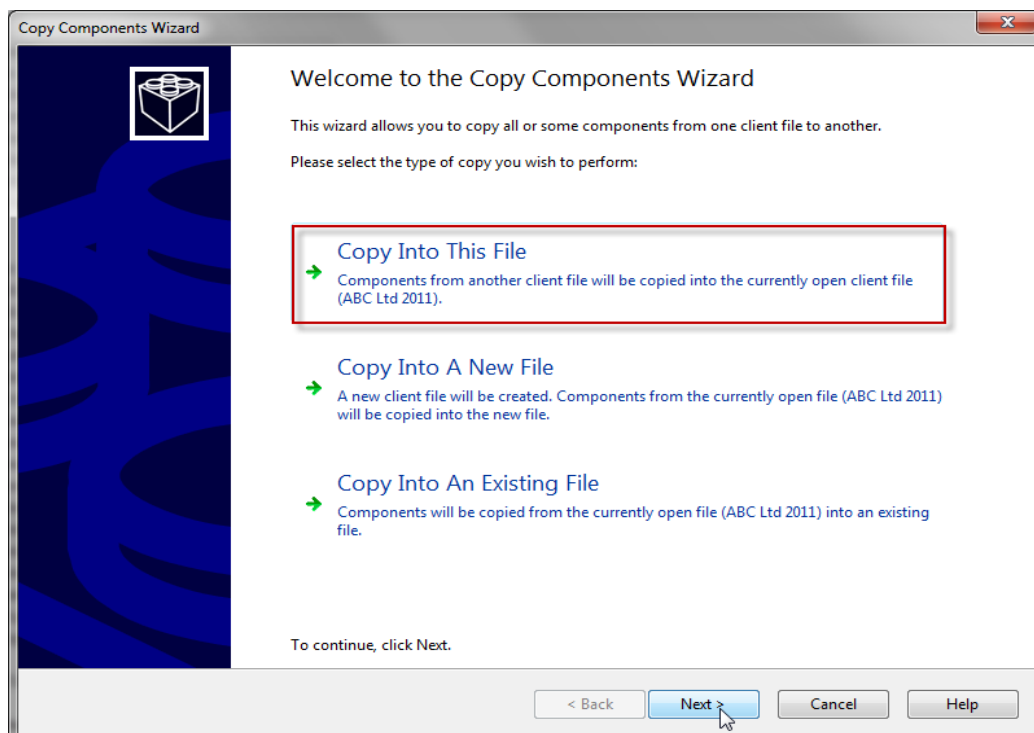 Copy Components Wizard
Welcome to the Copy Components Wizard
This wizard allows you to copy all or some components from one client file to another.
Please select the type of copy you wish to perform:
Copy Into This File
Components from another client file will be copied into the currently open client file
(ABC Ltd 2011).
Copy Into A New File
A new client file will be created. Components from the currently open file (ABC Ltd 2011)
will be copied into the new file.
Copy Into An Existing File
Components will be copied from the currently open file (ABC Ltd 2011) into an existing
file.
To continue, click Next.
< Back Next > Cancel Help